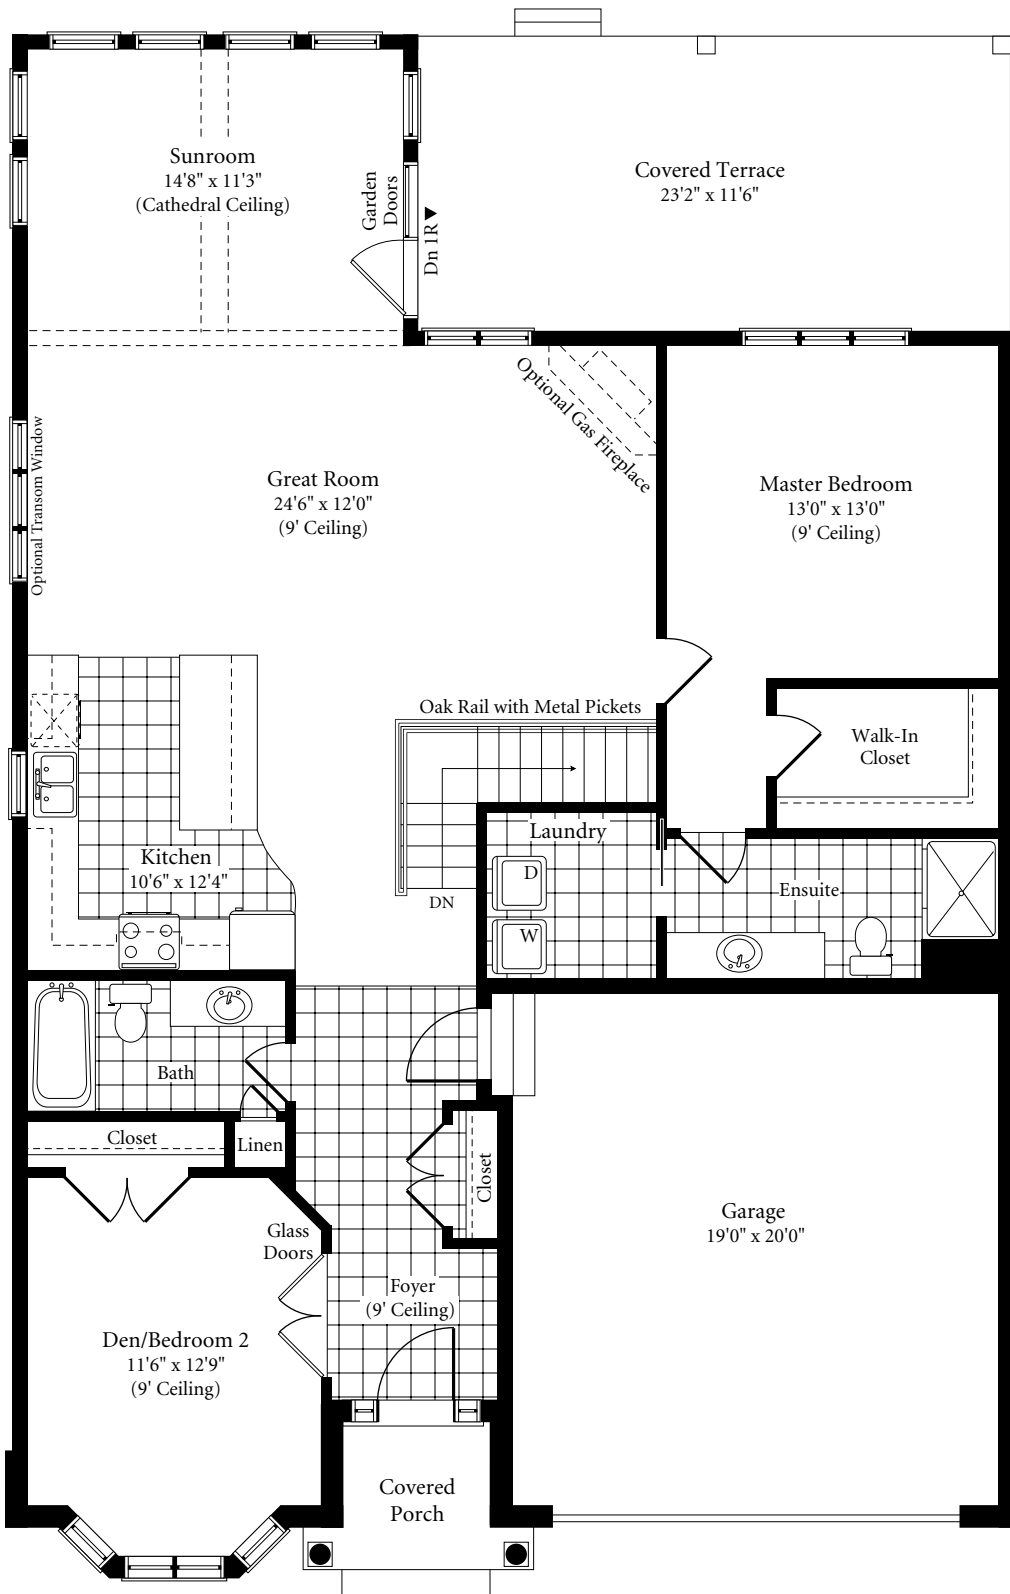 Sunroom
14'8" x 11'3"
(Cathedral Ceiling)
Garden
Doors
Dn 1R
Covered Terrace
23'2" x 11'6"
Optional Gas Fireplace
Optional Transom Window
Great Room
24'6" x 12'0"
(9' Ceiling)
Master Bedroom
13'0" x 13'0"
(9' Ceiling)
Oak Rail with Metal Pickets
Walk-In
Closet
Laundry
D
W
DN
Kitchen
10'6" x 12'4"
Ensuite
Bath
Closet
Linen
Closet
Glass
Doors
Foyer
(9' Ceiling)
Garage
19'0" x 20'0"
Den/Bedroom 2
11'6" x 12'9"
(9' Ceiling)
Covered
Porch